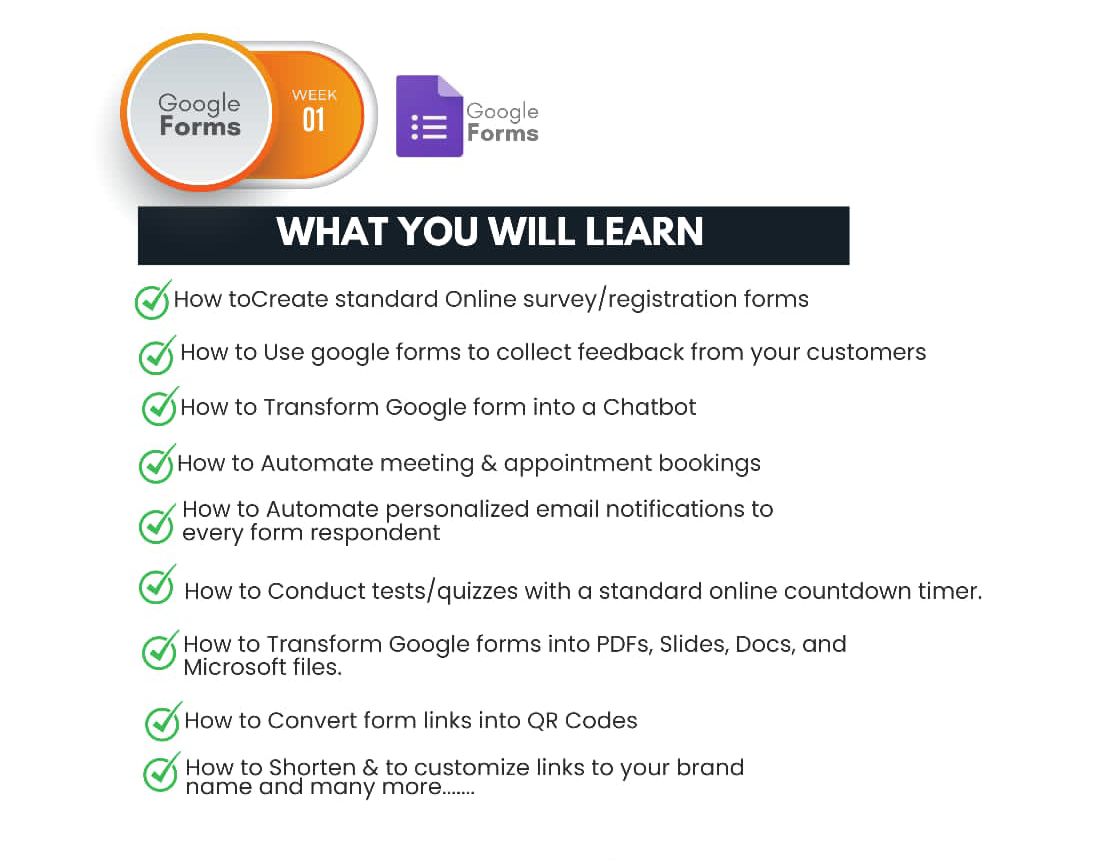 Google
Forms
WEEK
01
Google
Forms
WHAT YOU WILL LEARN
How toCreate standard Online survey/registration forms
How to Use google forms to collect feedback from your customers
How to Transform Google form into a Chatbot
How to Automate meeting & appointment bookings
How to Automate personalized email notifications to
every form respondent
How to Conduct tests/quizzes with a standard online countdown timer.
How to Transform Google forms into PDFs, Slides, Docs, and
Microsoft files.
How to Convert form links into QR Codes
How to Shorten & to customize links to your brand
name and many more.......